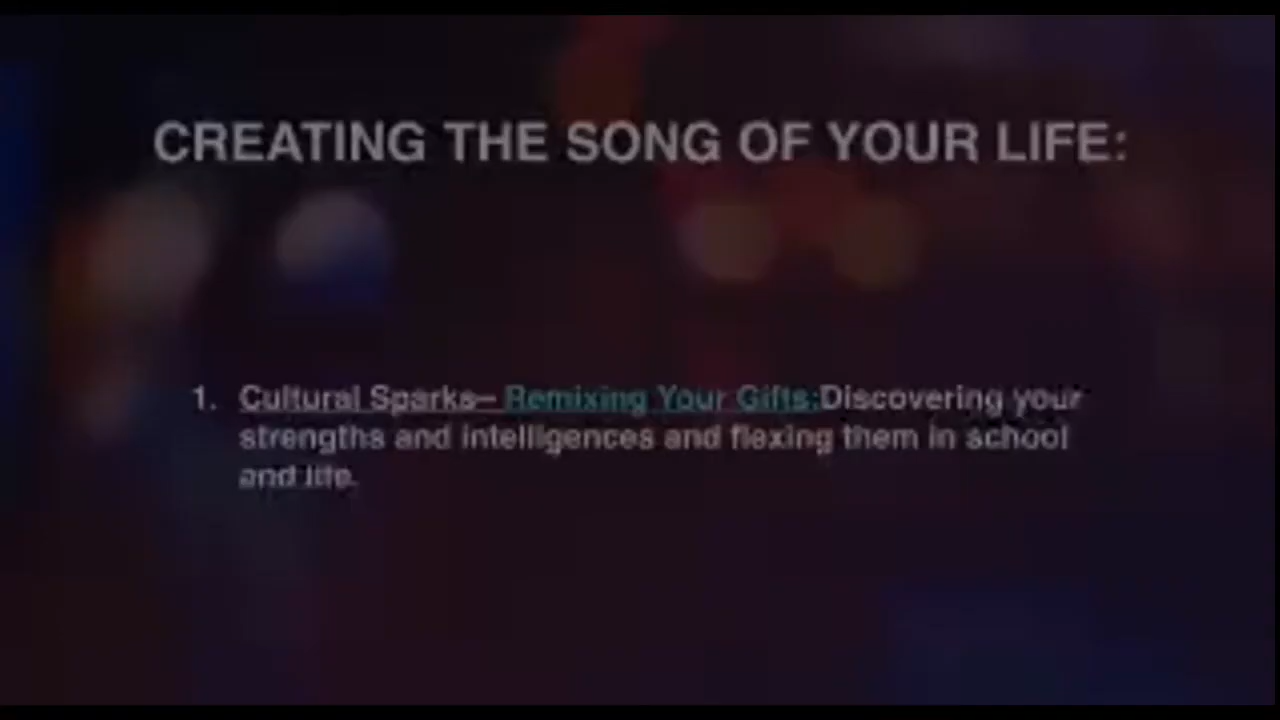 CREATING THE SONG OF YOUR LIFE:
1. Cultural Sparks– Remixing Your Gifts:Discovering your
strengths and intelligences and flexing them in school
and life.